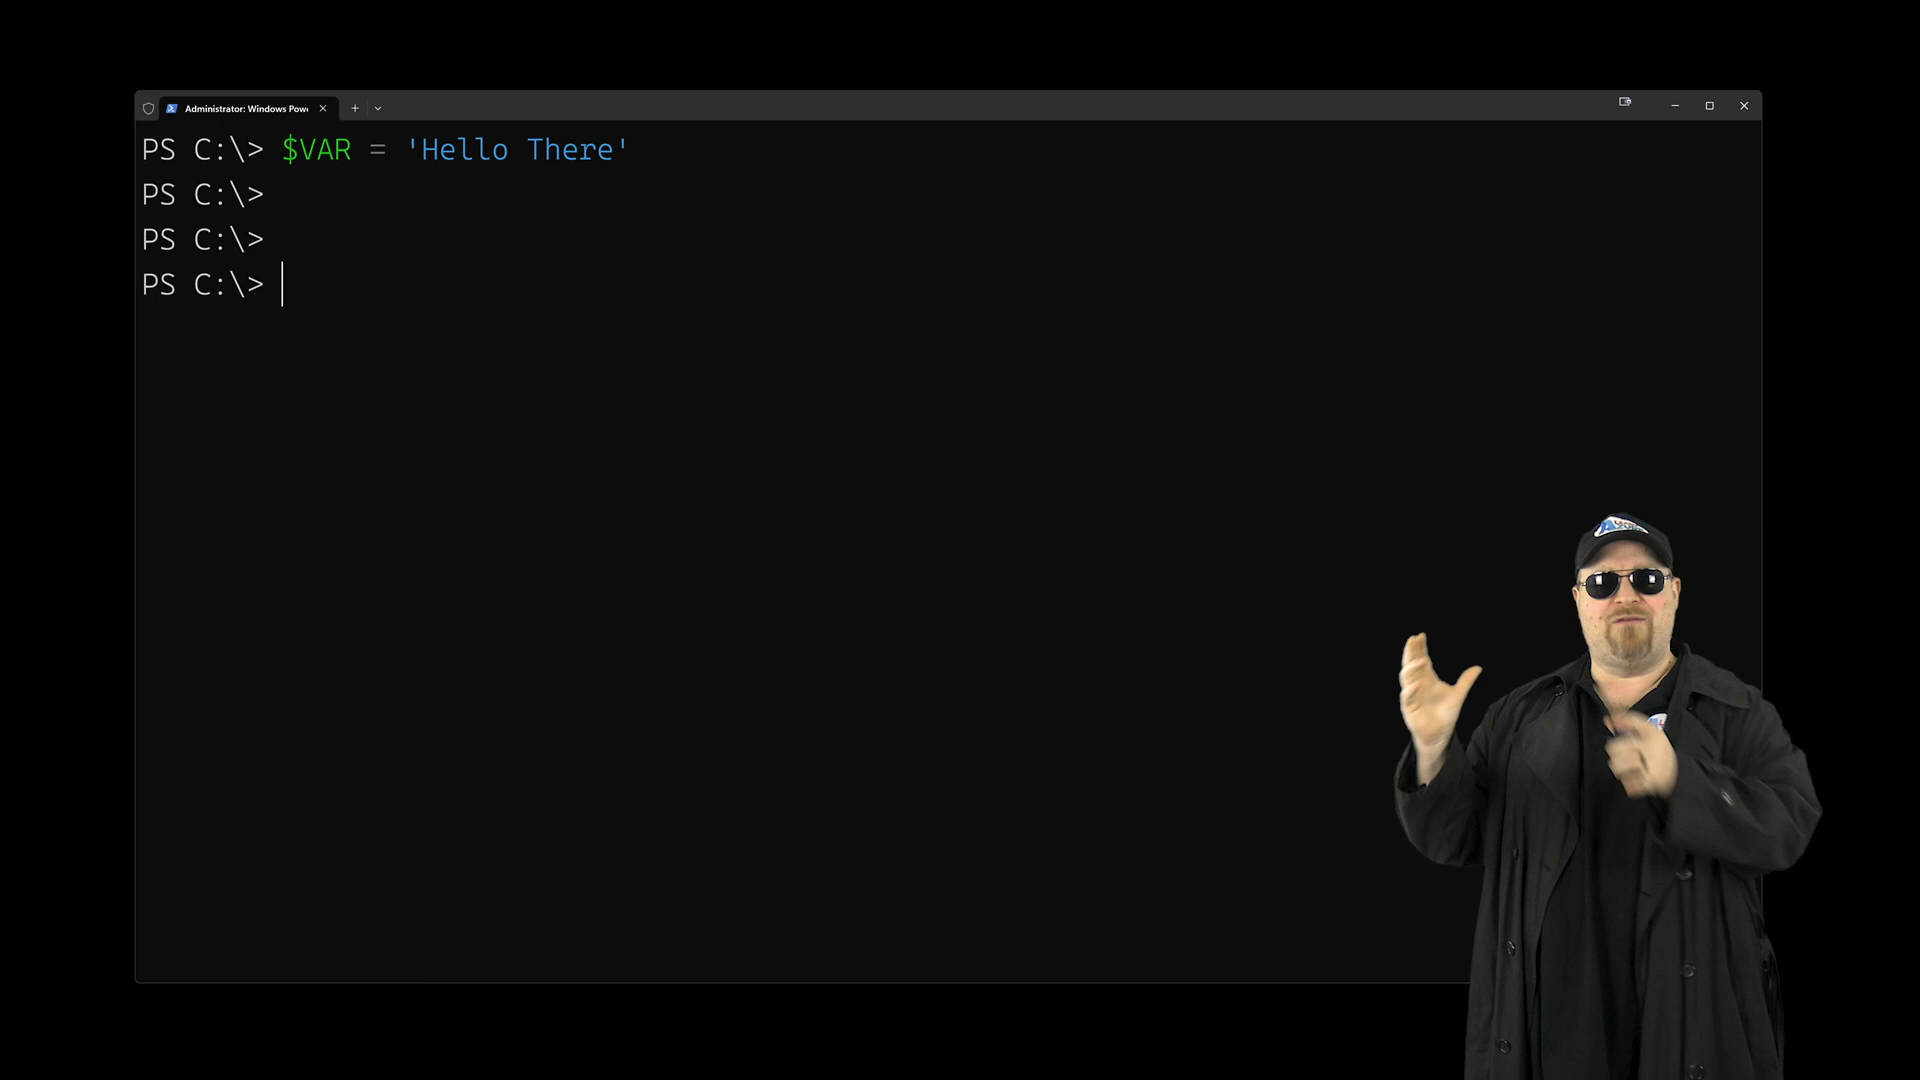 Administrator: Windows Pow
PS C:\> $VAR = 'Hello There'
PS C:\>
PS C:\>
PS C:\>